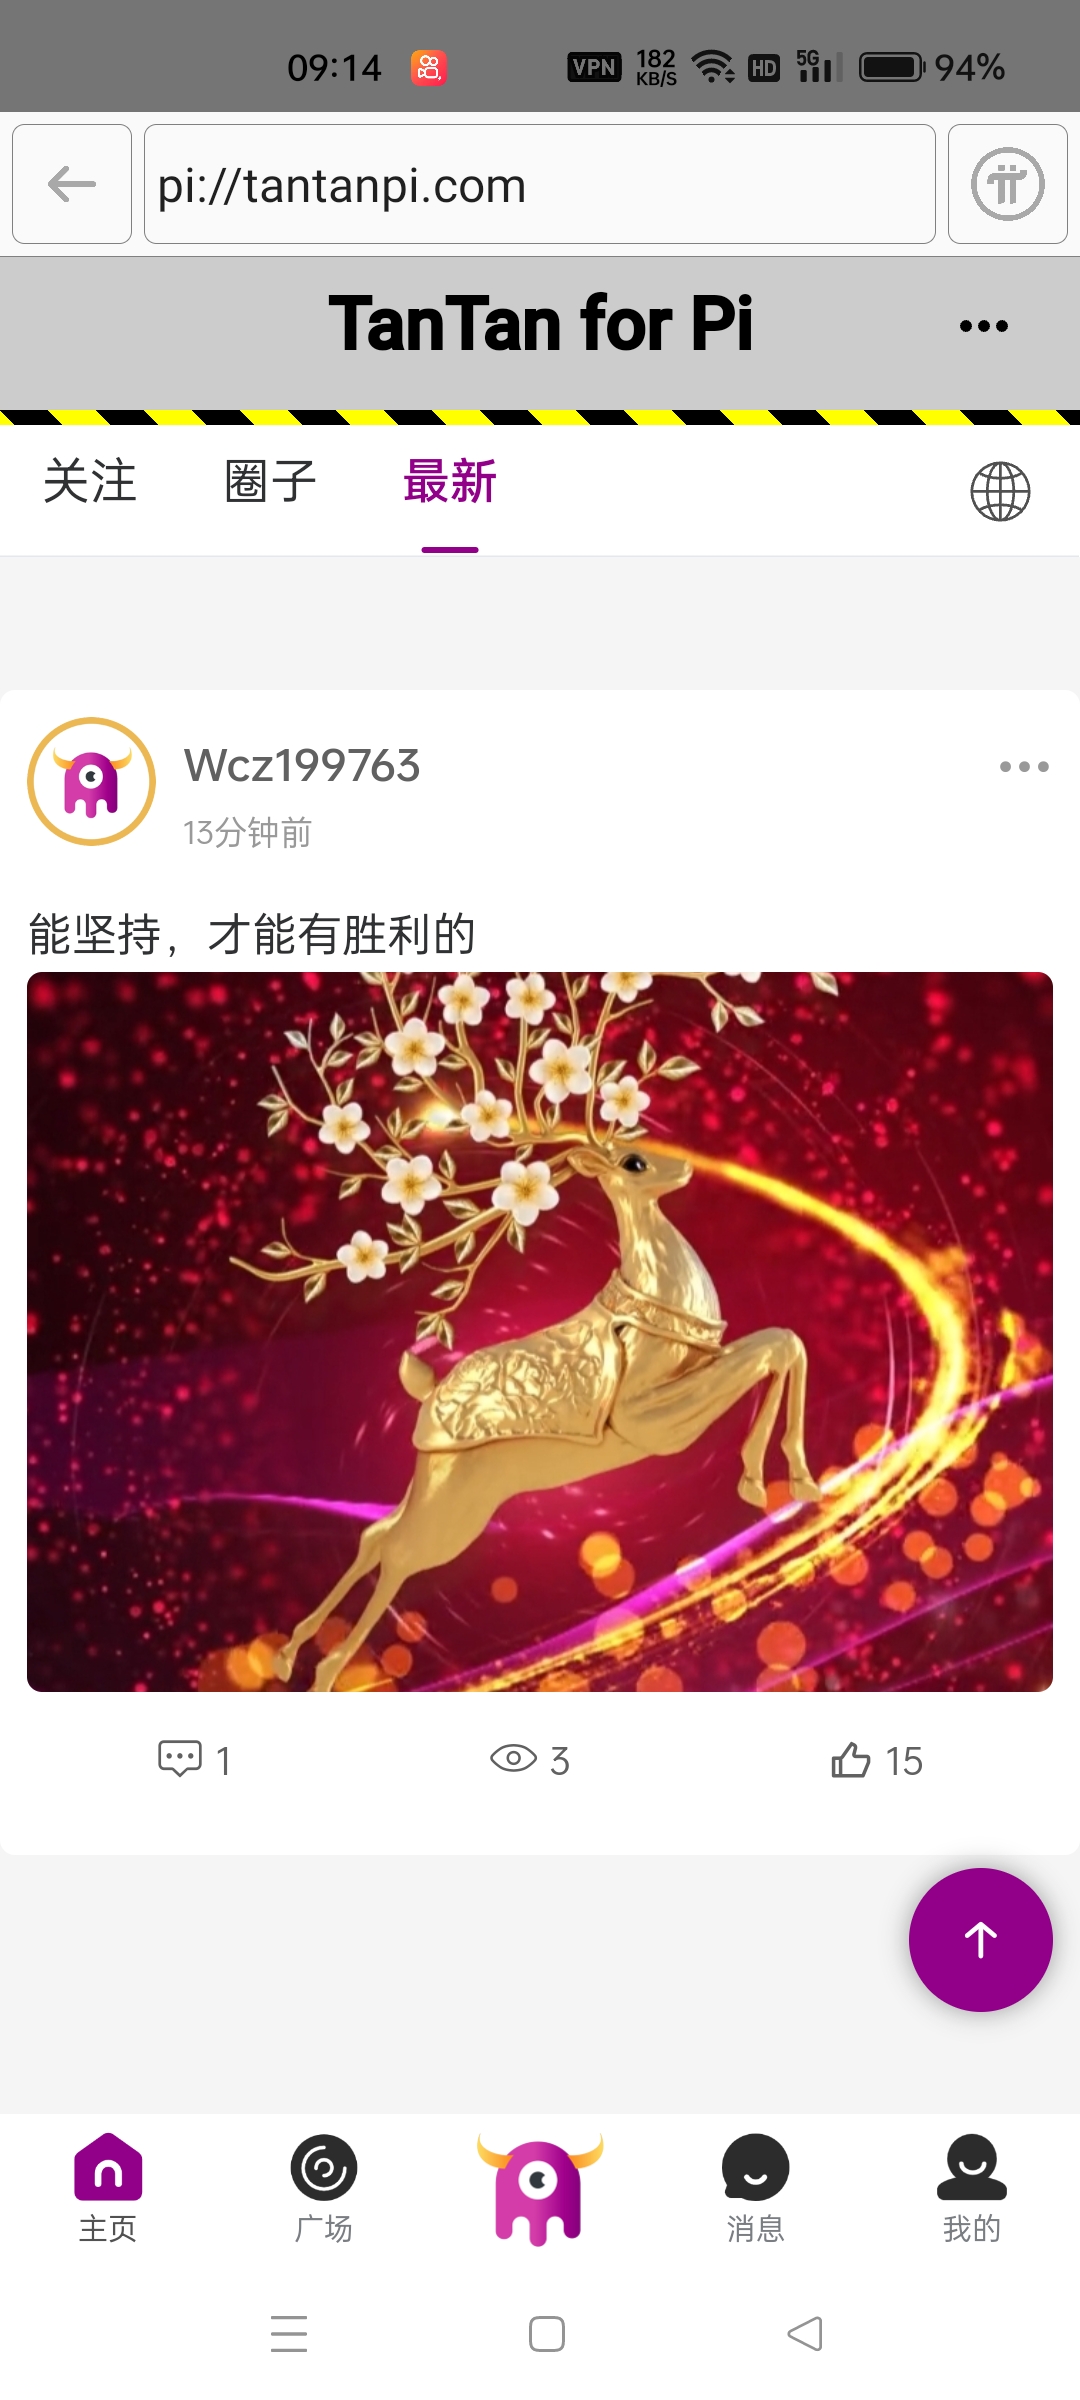 09:14
VPN 182 KB/S HD 5G 94%
pi://tantanpi.com
TanTan for Pi
关注 圈子 最新
Wcz199763
13分钟前
能坚持，才能有胜利的
1 3 15
主页 广场 消息 我的